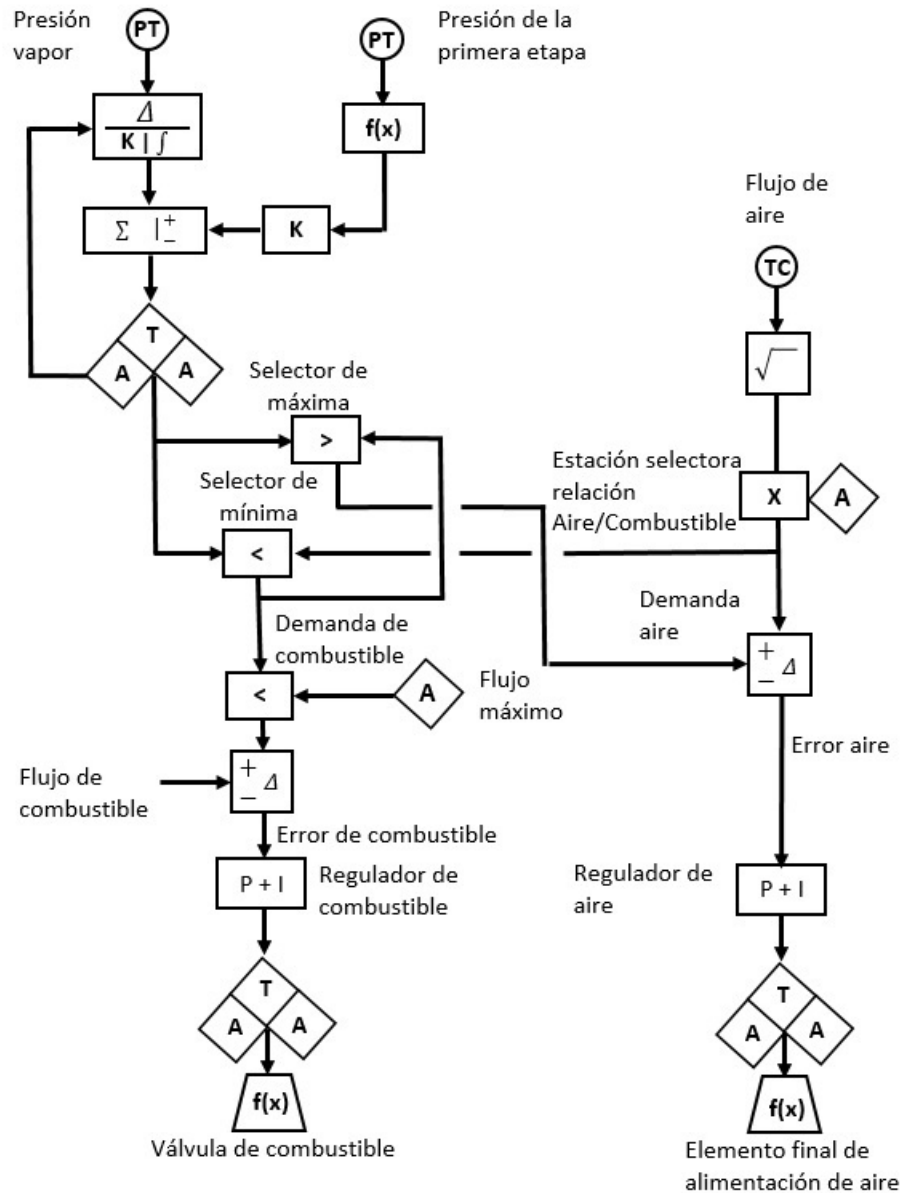 Presión
vapor
PT
PT
Presión de la
primera etapa
Δ
K | ∫
f(x)
Σ |+−
K
Flujo de
aire
TC
√
T
A
A
Selector de
máxima
>
Selector de
mínima
<
Estación selectora
relación
Aire/Combustible
X
A
Demanda de
combustible
Demanda
aire
+
− Δ
<
A
Flujo
máximo
Error aire
Flujo de
combustible
+
− Δ
Error de combustible
P + I
Regulador de
combustible
Regulador de
aire
P + I
T
A
A
T
A
A
f(x)
Válvula de combustible
f(x)
Elemento final de
alimentación de aire